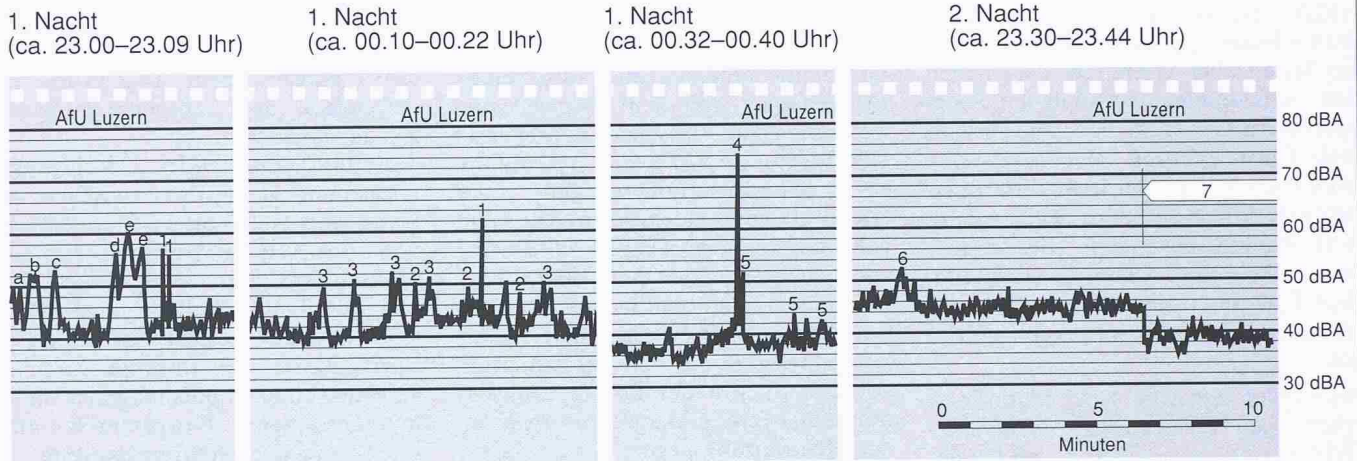 1. Nacht
(ca. 23.00–23.09 Uhr)
1. Nacht
(ca. 00.10–00.22 Uhr)
1. Nacht
(ca. 00.32–00.40 Uhr)
2. Nacht
(ca. 23.30–23.44 Uhr)
AfU Luzern
a
b
c
d
e
e
1
1
AfU Luzern
3
3
3
2
3
2
1
2
3
AfU Luzern
4
5
5
5
AfU Luzern
6
7
80 dBA
70 dBA
60 dBA
50 dBA
40 dBA
30 dBA
0 5 10
Minuten